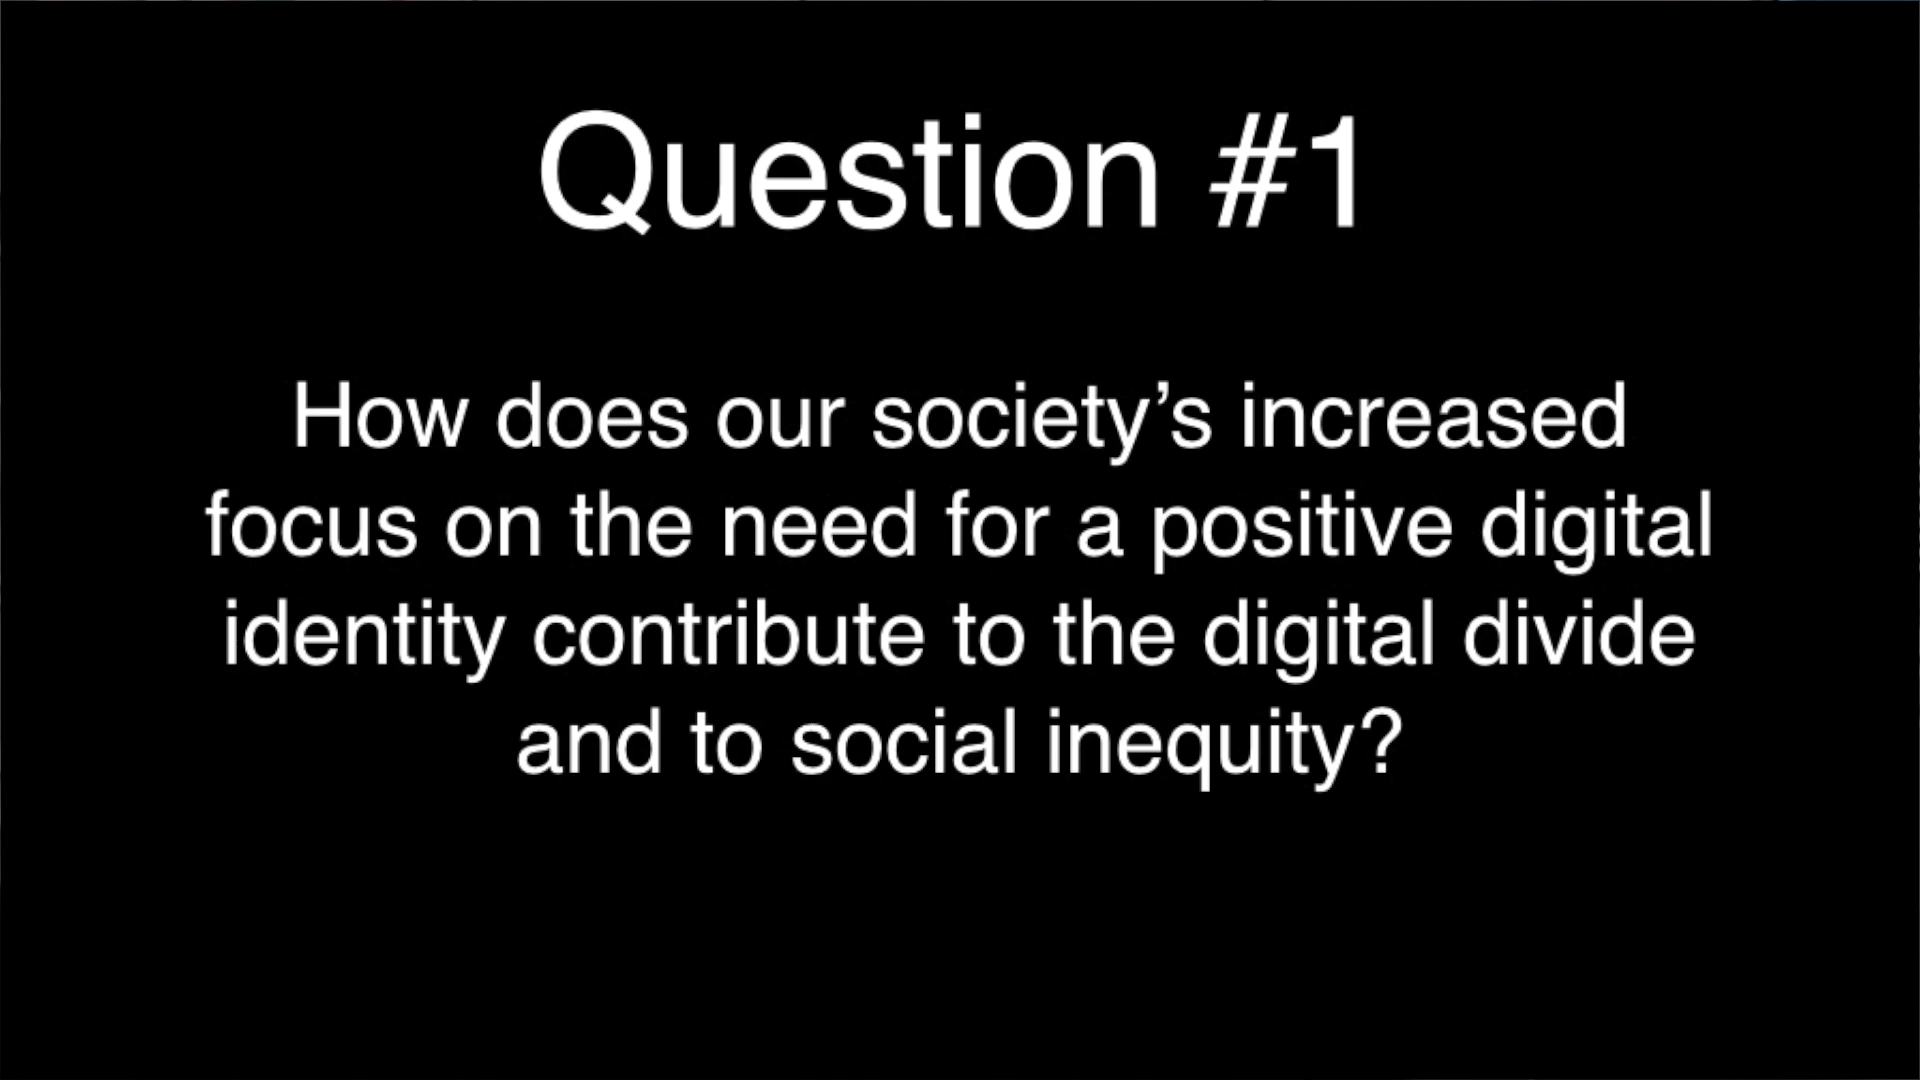 Question #1
How does our society’s increased
focus on the need for a positive digital
identity contribute to the digital divide
and to social inequity?